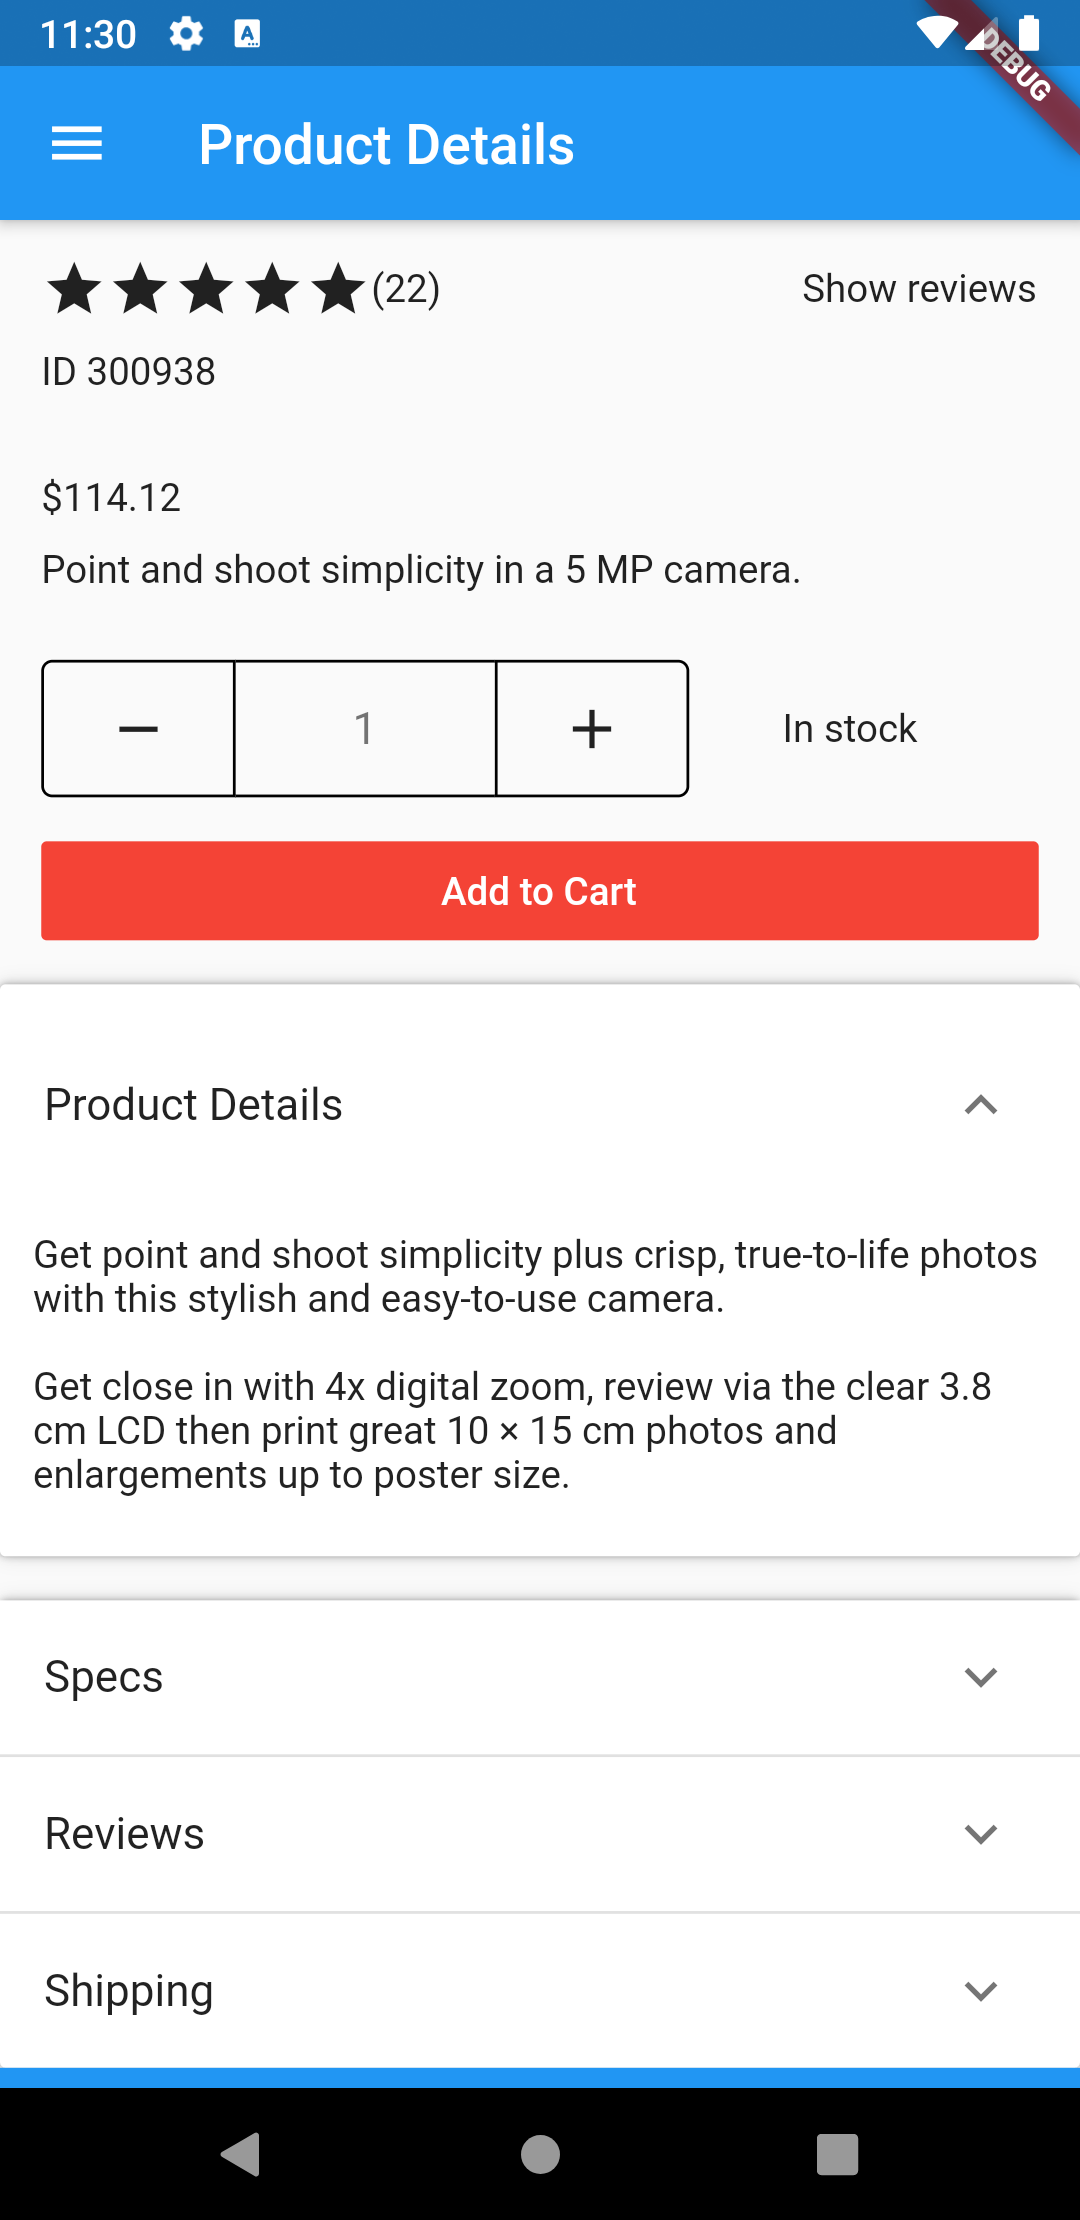 11:30
DEBUG
Product Details
(22)
Show reviews
ID 300938
$114.12
Point and shoot simplicity in a 5 MP camera.
1
In stock
Add to Cart
Product Details
Get point and shoot simplicity plus crisp, true-to-life photos
with this stylish and easy-to-use camera.
Get close in with 4x digital zoom, review via the clear 3.8
cm LCD then print great 10 × 15 cm photos and
enlargements up to poster size.
Specs
Reviews
Shipping